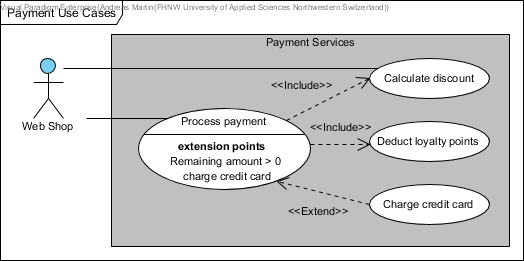 Visual Paradigm Enterprise(Andreas Martin(FHNW University of Applied Sciences Northwestern Switzerland))
Payment Use Cases
Payment Services
Calculate discount
<<Include>>
Web Shop
Process payment
<<Include>>
extension points
Remaining amount > 0
charge credit card
Deduct loyalty points
<<Extend>>
Charge credit card